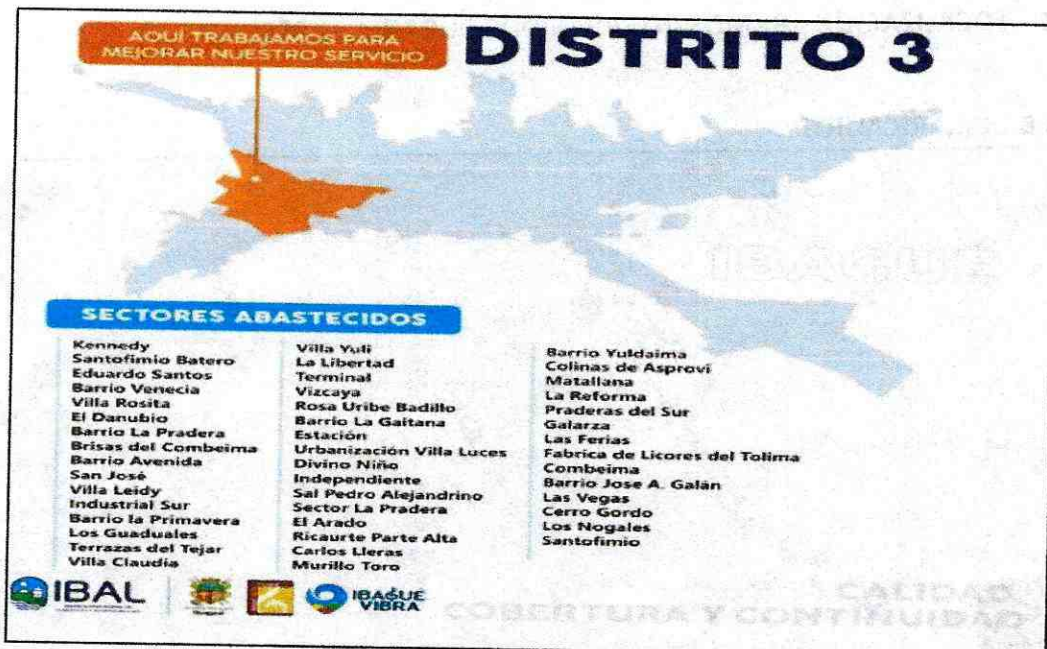 AQUÍ TRABAJAMOS PARA
MEJORAR NUESTRO SERVICIO
DISTRITO 3
SECTORES ABASTECIDOS
Kennedy
Santofimio Batero
Eduardo Santos
Barrio Venecia
Villa Rosita
El Danubio
Barrio La Pradera
Brisas del Combeima
Barrio Avenida
San José
Villa Leidy
Industrial Sur
Barrio la Primavera
Los Guaduales
Terrazas del Tejar
Villa Claudia
Villa Yuli
La Libertad
Terminal
Vizcaya
Rosa Uribe Badillo
Barrio La Gaitana
Estación
Urbanización Villa Luces
Divino Niño
Independiente
Sal Pedro Alejandrino
Sector La Pradera
El Arado
Ricaurte Parte Alta
Carlos Lleras
Murillo Toro
Barrio Yuldaima
Colinas de Asprovi
Matallana
La Reforma
Praderas del Sur
Galarza
Las Ferias
Fabrica de Licores del Tolima
Combeima
Barrio Jose A. Galán
Las Vegas
Cerro Gordo
Los Nogales
Santofimio
IBAL
IBAGUÉ
VIBRA
CALIDAD
COBERTURA Y CONTINUIDAD